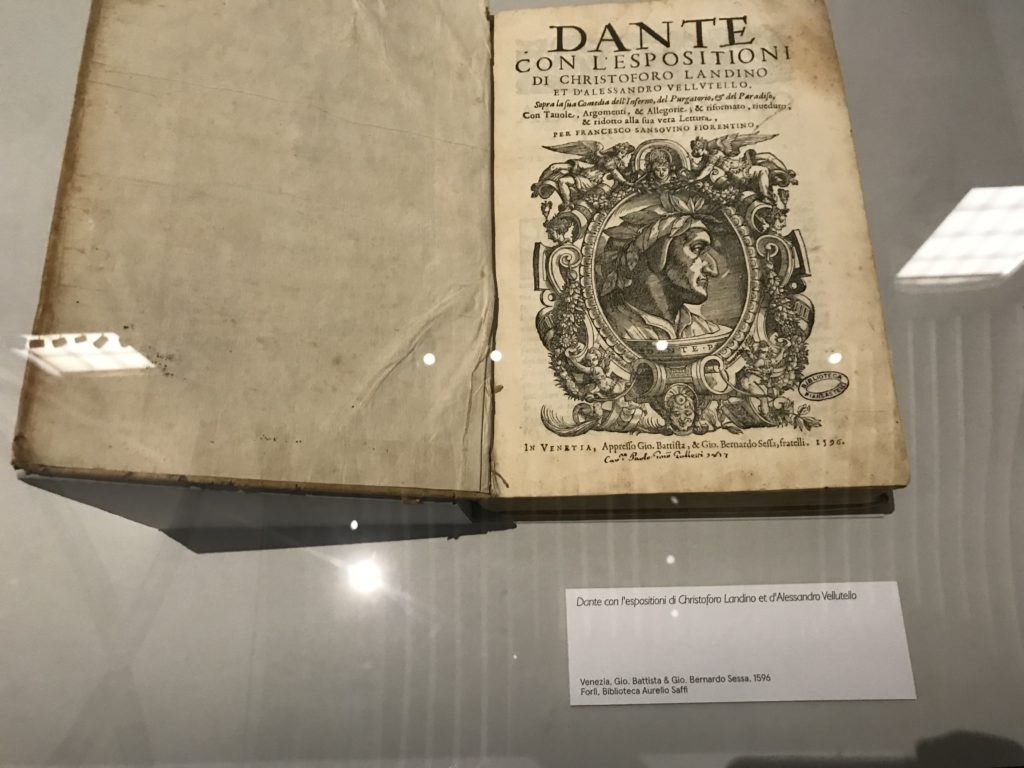 DANTE
CON L'ESPOSITIONI
DI CHRISTOFORO LANDINO
ET D'ALESSANDRO VELLVTELLO.
Sopra la sua Comedia dell'Inferno, del Purgatorio, & del Paradiso,
Con Tauole, Argomenti, & Allegorie; & riformato, riueduto,
& ridotto alla sua vera Lettura,
PER FRANCESCO SANSOVINO FIORENTINO.
BIBLIOTECA
IN VENETIA, Appresso Gio. Battista, & Gio. Bernardo Sessa, fratelli. 1596.
Dante con l'espositioni di Christoforo Landino et d'Alessandro Vellutello
Venezia, Gio. Battista & Gio. Bernardo Sessa, 1596
Forlì, Biblioteca Aurelio Saffi